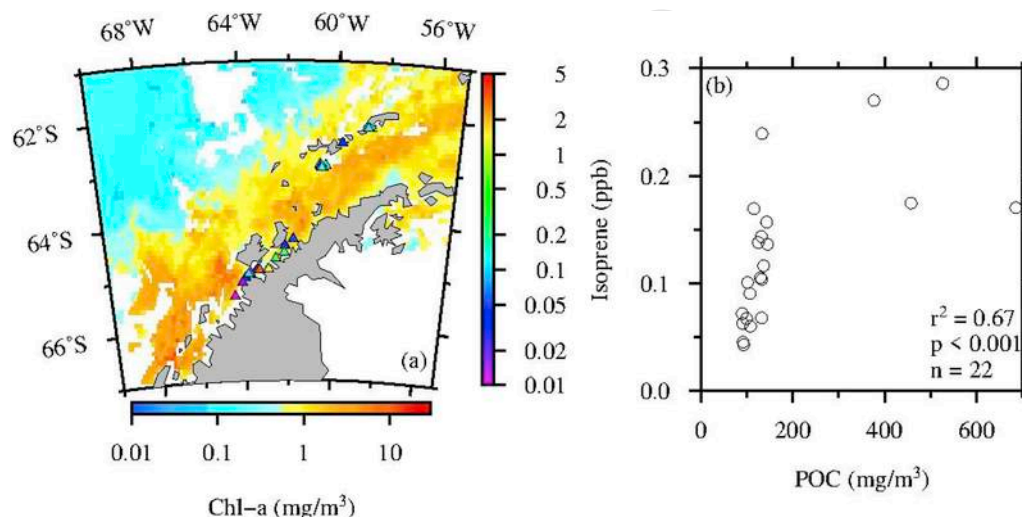 68°W
64°W
60°W
56°W
62°S
64°S
66°S
(a)
5
2
1
0.5
0.2
0.1
0.05
0.02
0.01
0.01
0.1
1
10
Chl-a (mg/m³)
(b)
0.3
0.2
0.1
0.0
Isoprene (ppb)
r² = 0.67
p < 0.001
n = 22
0
200
400
600
POC (mg/m³)